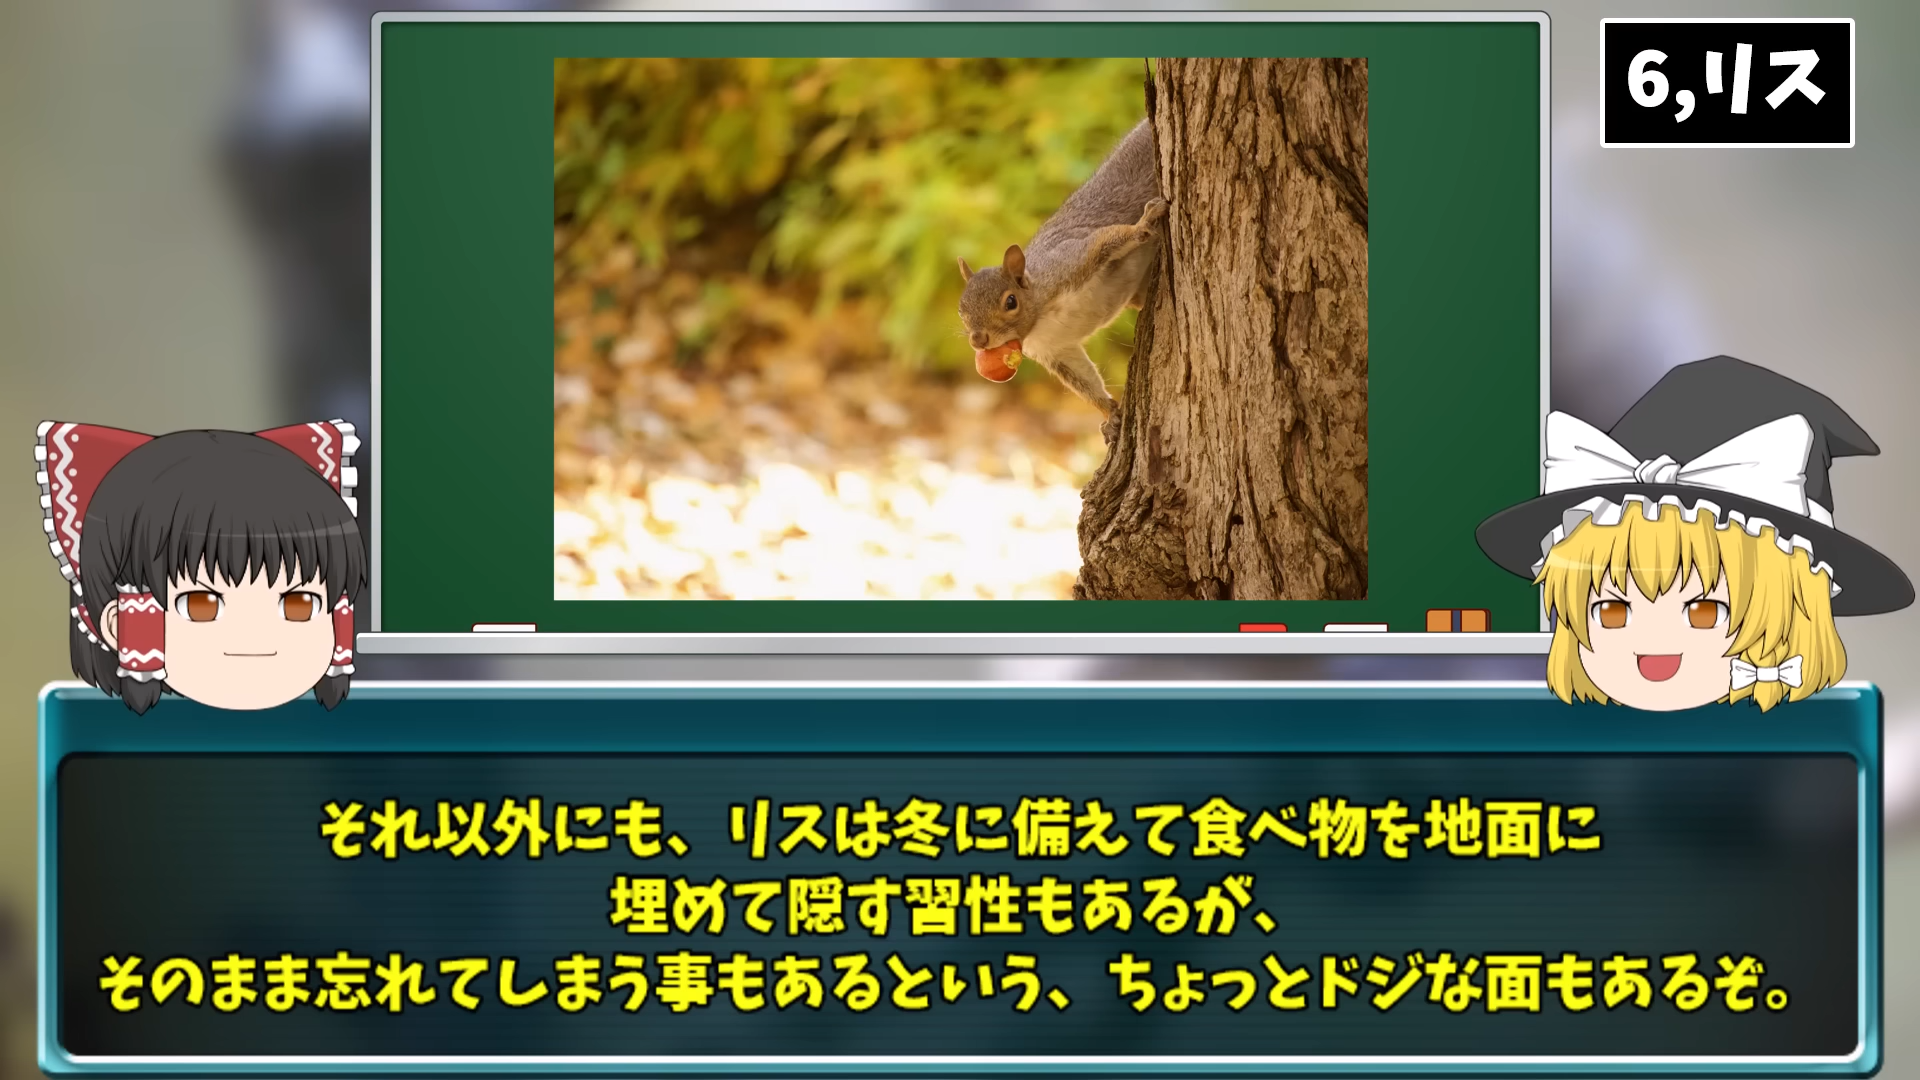 6,リス
それ以外にも、リスは冬に備えて食べ物を地面に
埋めて隠す習性もあるが、
そのまま忘れてしまう事もあるという、ちょっとドジな面もあるぞ。